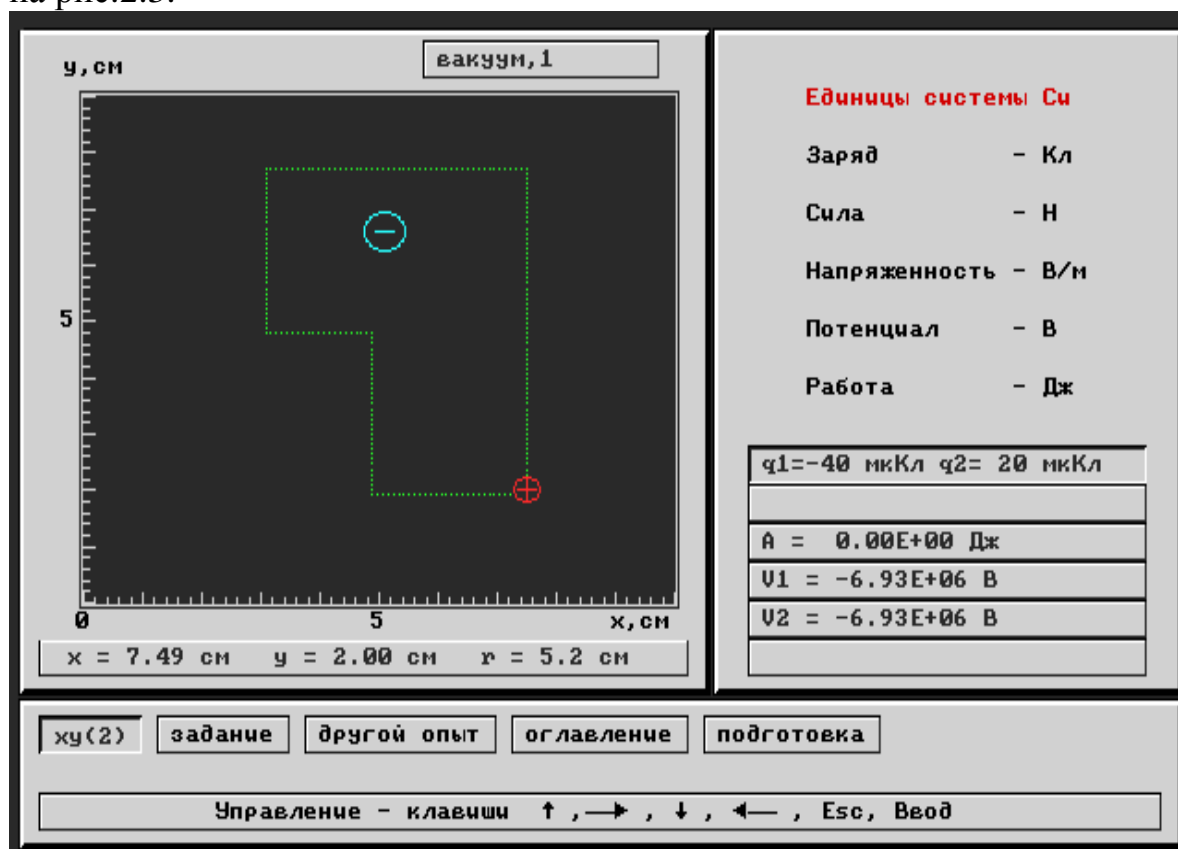 на рис.2.3.
y,см
вакуум,1
5
0 5 x,см
x = 7.49 см y = 2.00 см r = 5.2 см
Единицы системы Си
Заряд - Кл
Сила - Н
Напряженность - В/м
Потенциал - В
Работа - Дж
q1=-40 мкКл q2= 20 мкКл
A = 0.00E+00 Дж
V1 = -6.93E+06 В
V2 = -6.93E+06 В
xy(2) задание другой опыт оглавление подготовка
Управление - клавиши ↑ ,→ , ↓ , ← , Esc, Ввод